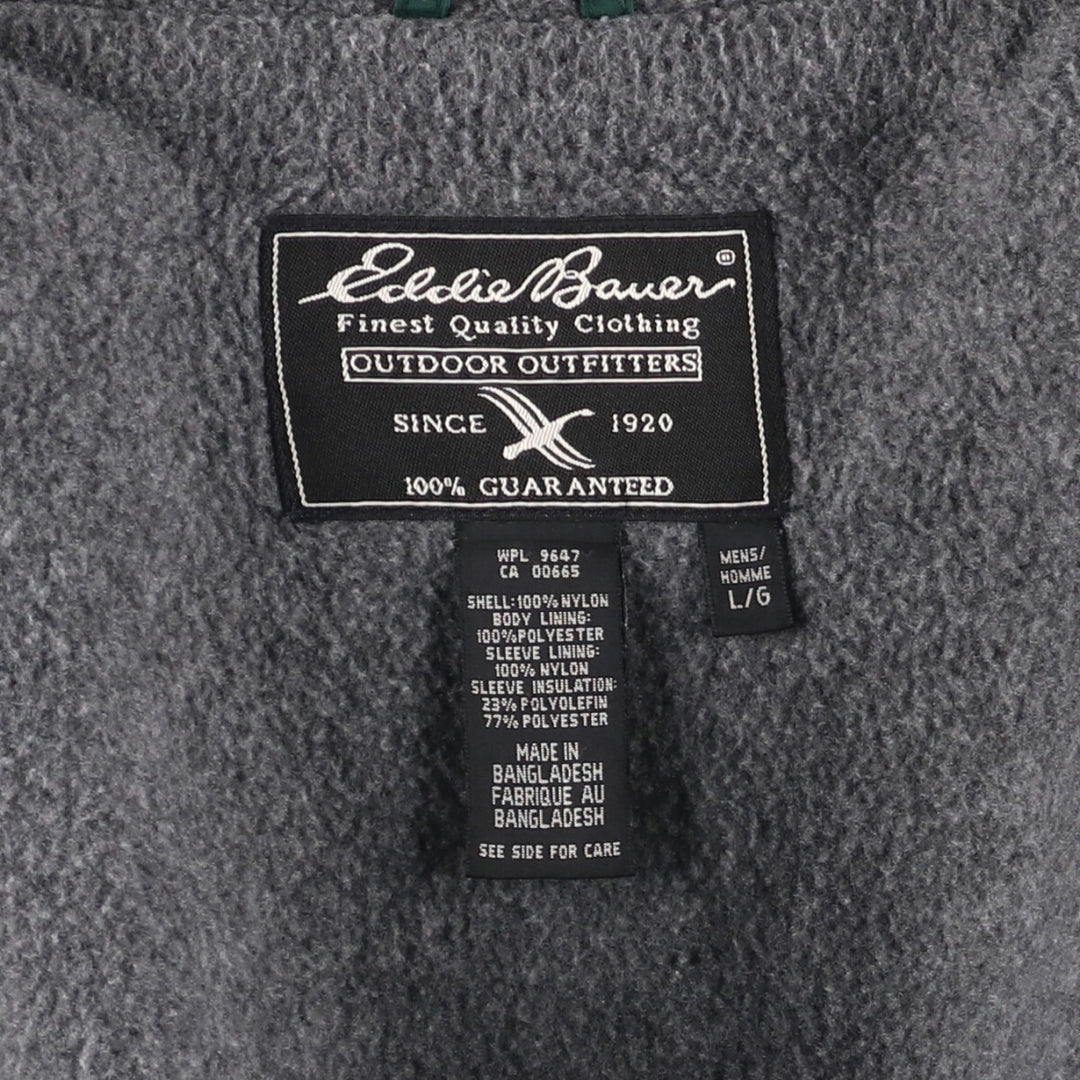 Eddie Bauer ®
Finest Quality Clothing
OUTDOOR OUTFITTERS
SINCE 1920
100% GUARANTEED
WPL 9647
CA 00665
SHELL:100% NYLON
BODY LINING:
100%POLYESTER
SLEEVE LINING:
100% NYLON
SLEEVE INSULATION:
23% POLYOLEFIN
77% POLYESTER
MADE IN
BANGLADESH
FABRIQUE AU
BANGLADESH
SEE SIDE FOR CARE
MENS/
HOMME
L/G